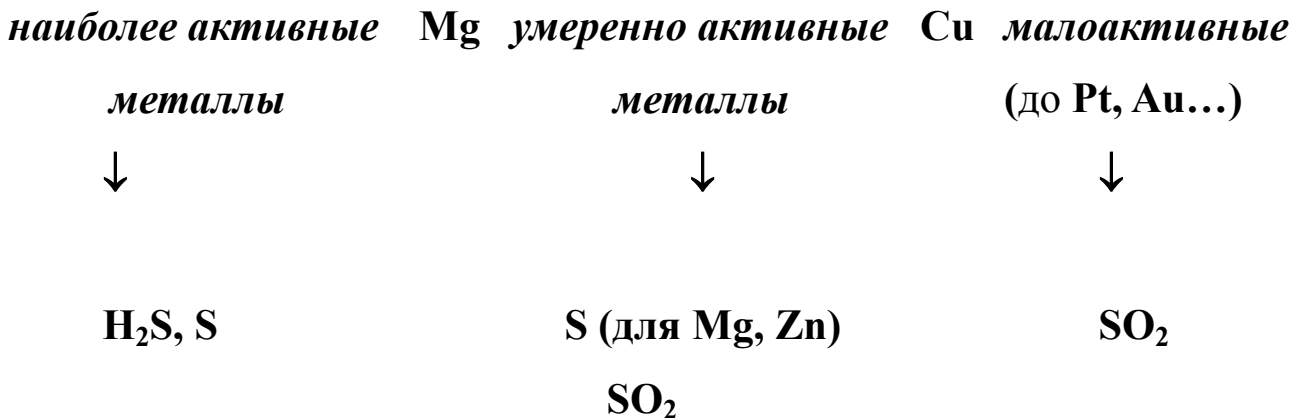 наиболее активные Mg умеренно активные Cu малоактивные
металлы металлы (до Pt, Au…)
↓ ↓ ↓
H₂S, S S (для Mg, Zn) SO₂
SO₂